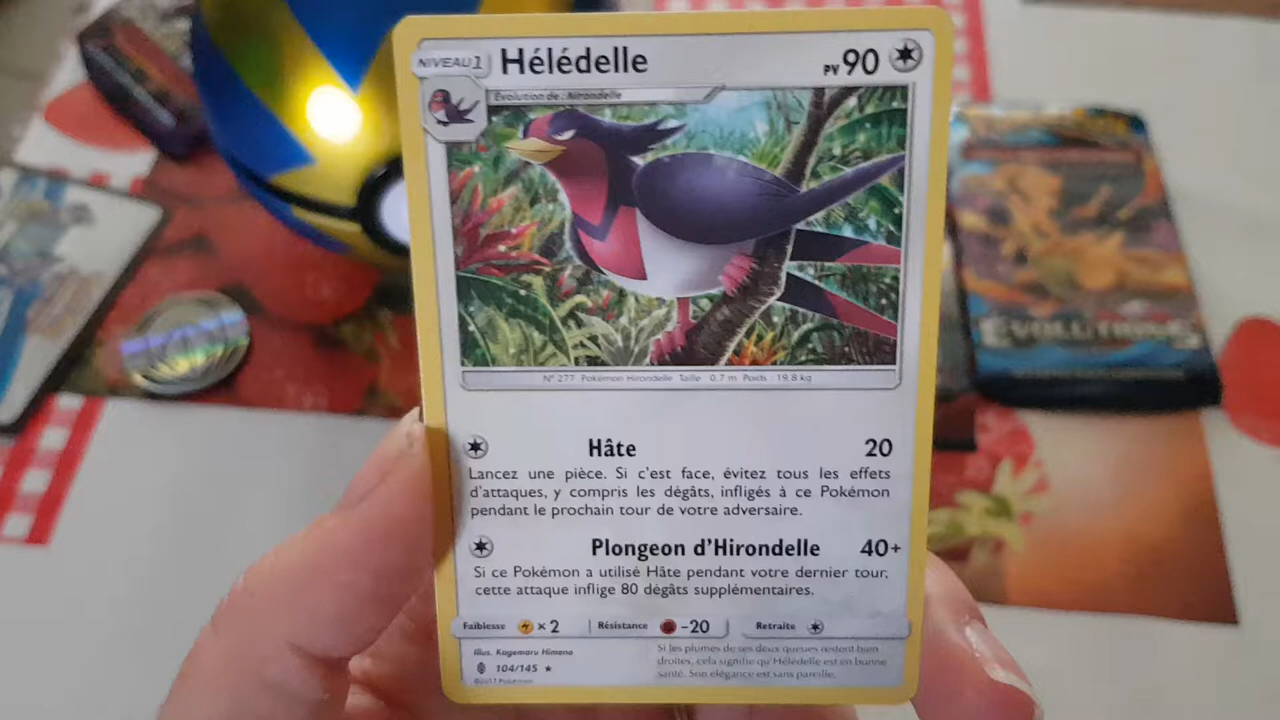 NIVEAU 1 Hélédelle PV 90
Évolution de : Nirondelle
N° 277 Pokémon Hirondelle Taille : 0,7 m Poids : 19,8 kg
Hâte 20
Lancez une pièce. Si c'est face, évitez tous les effets
d'attaques, y compris les dégâts, infligés à ce Pokémon
pendant le prochain tour de votre adversaire.
Plongeon d'Hirondelle 40+
Si ce Pokémon a utilisé Hâte pendant votre dernier tour,
cette attaque inflige 80 dégâts supplémentaires.
Faiblesse ×2 Résistance -20 Retraite
Illus. Kagemaru Himeno
104/145
©2017 Pokémon
Si les plumes de ses deux queues restent bien
droites, cela signifie qu'Hélédelle est en bonne
santé. Son élégance est sans pareille.
EVOLUTIONS